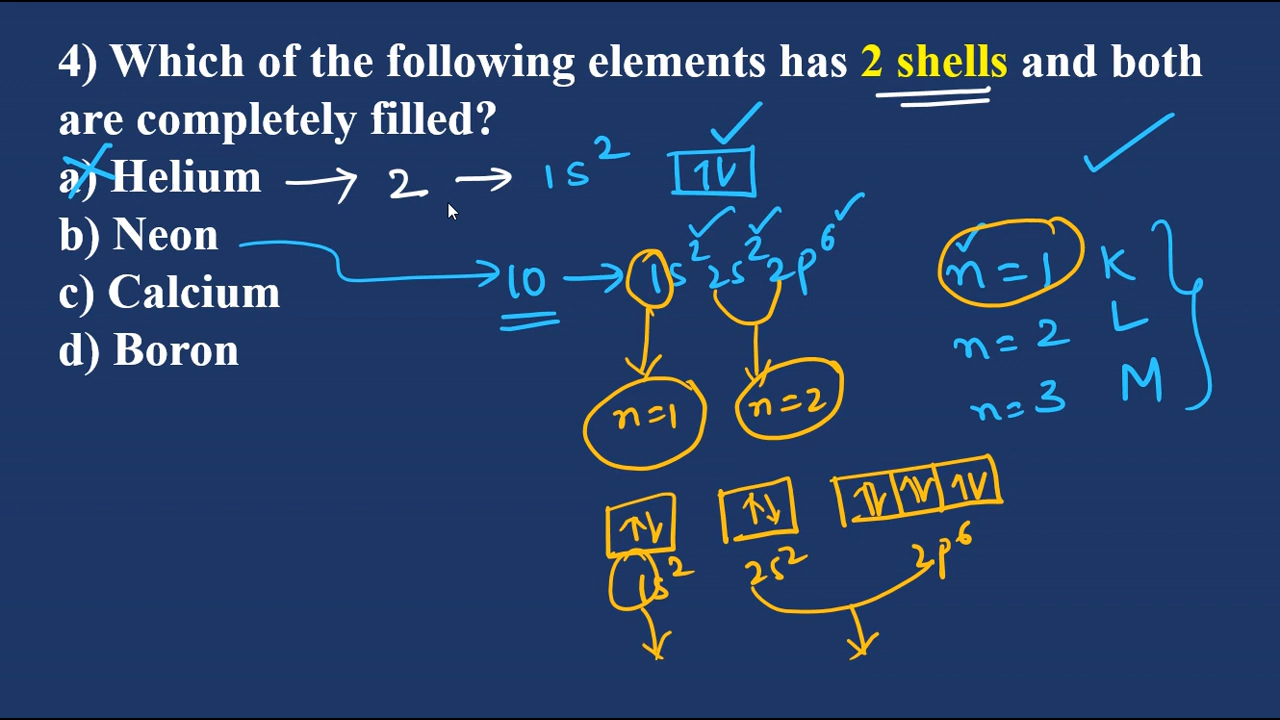 4) Which of the following elements has 2 shells and both
are completely filled?
a) Helium → 2 → 1s² ↑↓
b) Neon → 10 → 1s² 2s² 2p⁶
c) Calcium
d) Boron
n = 1 K
n = 2 L
n = 3 M
n=1 n=2
↑↓ ↑↓ ↑↓ ↑↓ ↑↓
1s² 2s² 2p⁶